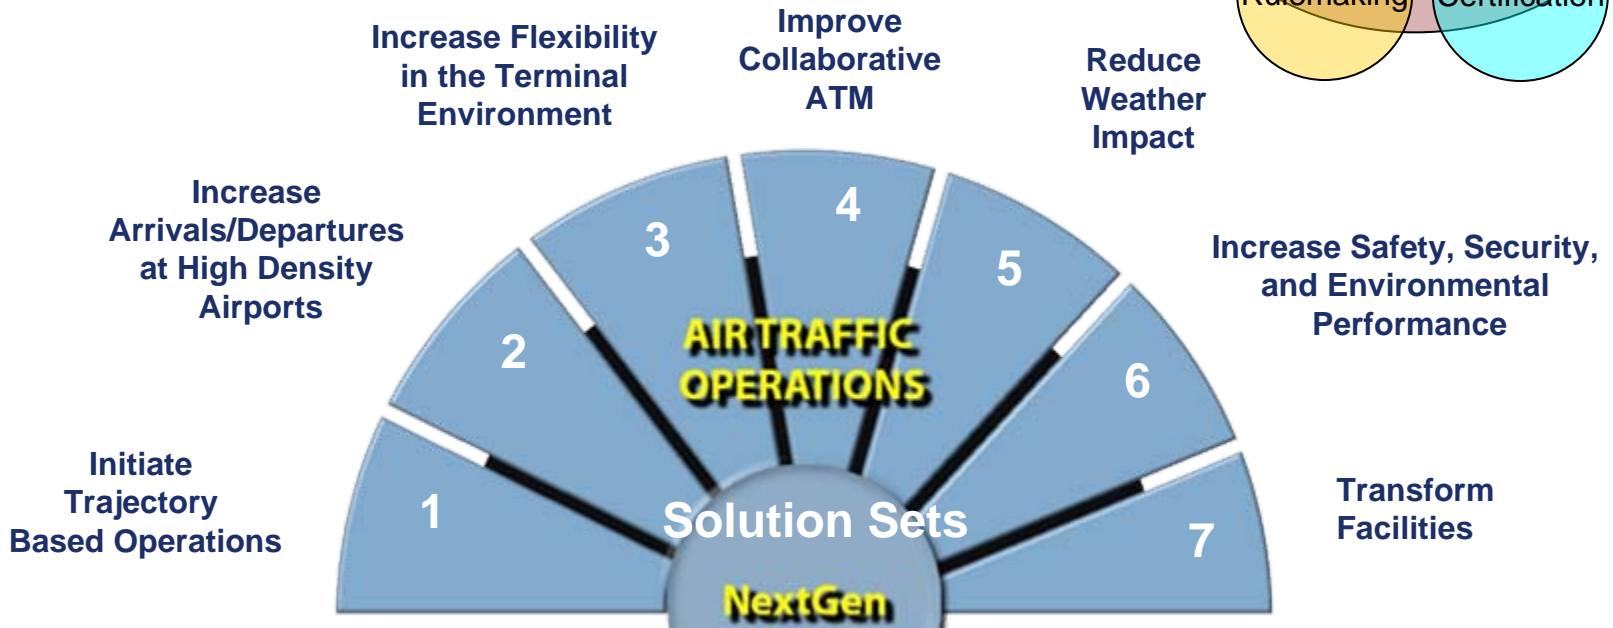 Rulemaking
Certification
Improve
Collaborative
ATM
Increase Flexibility
in the Terminal
Environment
Reduce
Weather
Impact
Increase
Arrivals/Departures
at High Density
Airports
Increase Safety, Security,
and Environmental
Performance
Initiate
Trajectory
Based Operations
Transform
Facilities
1
2
3
4
5
6
7
AIR TRAFFIC
OPERATIONS
Solution Sets
NextGen